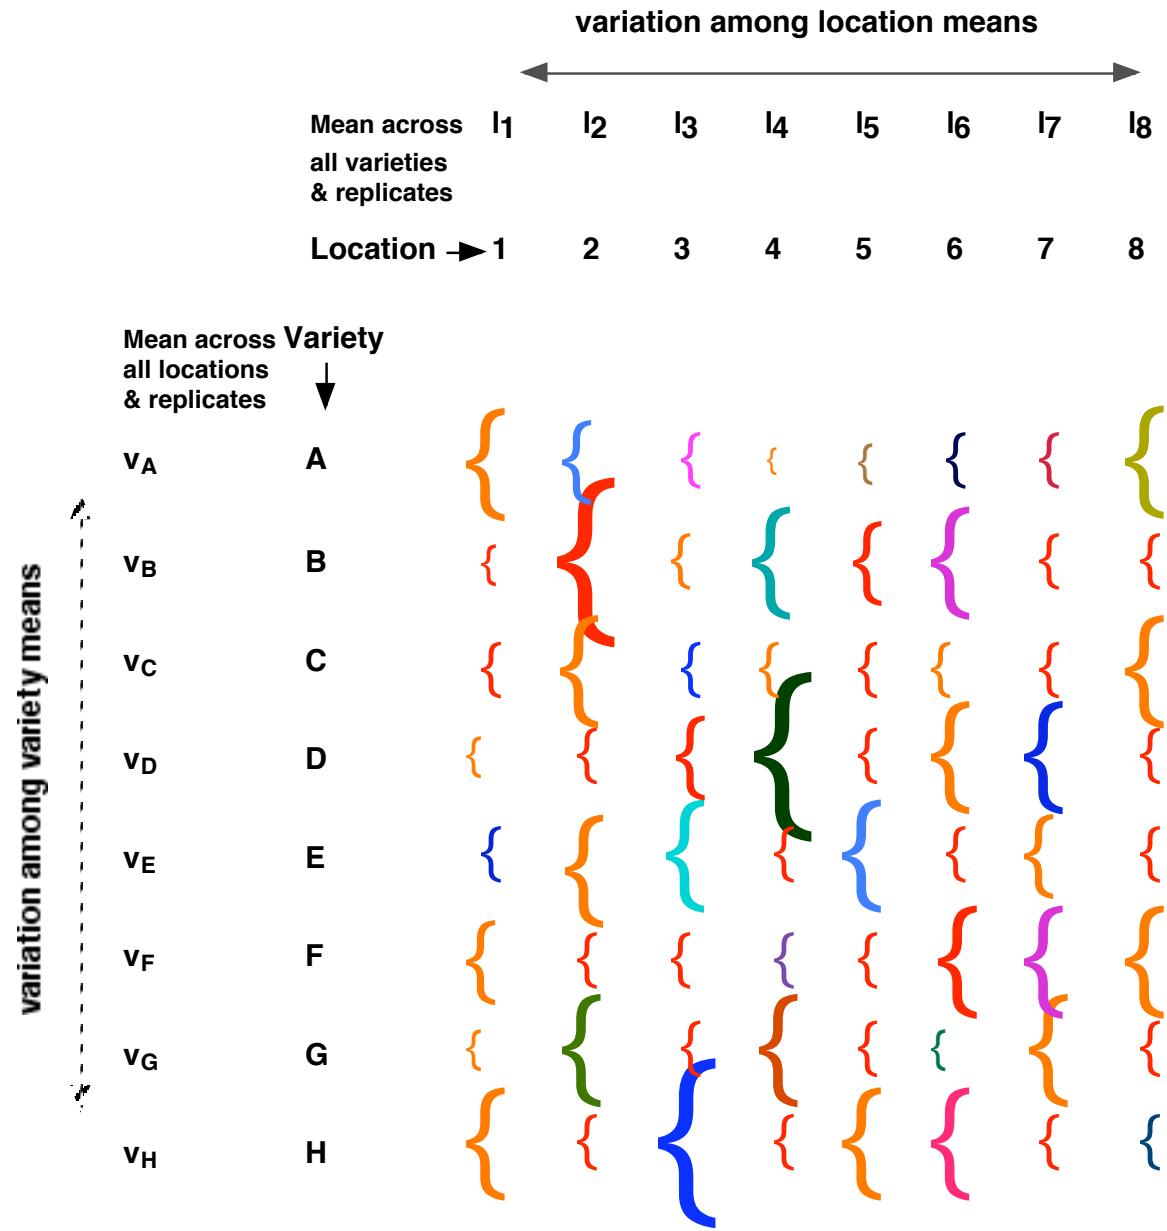 variation among location means
Mean across l1 l2 l3 l4 l5 l6 l7 l8
all varieties
& replicates
Location 1 2 3 4 5 6 7 8
Mean across Variety
all locations
& replicates
vA A { { { { { { { {
vB B { { { { { { { {
vC C { { { { { { { {
vD D { { { { { { { {
vE E { { { { { { { {
vF F { { { { { { { {
vG G { { { { { { { {
vH H { { { { { { { {
variation among variety means